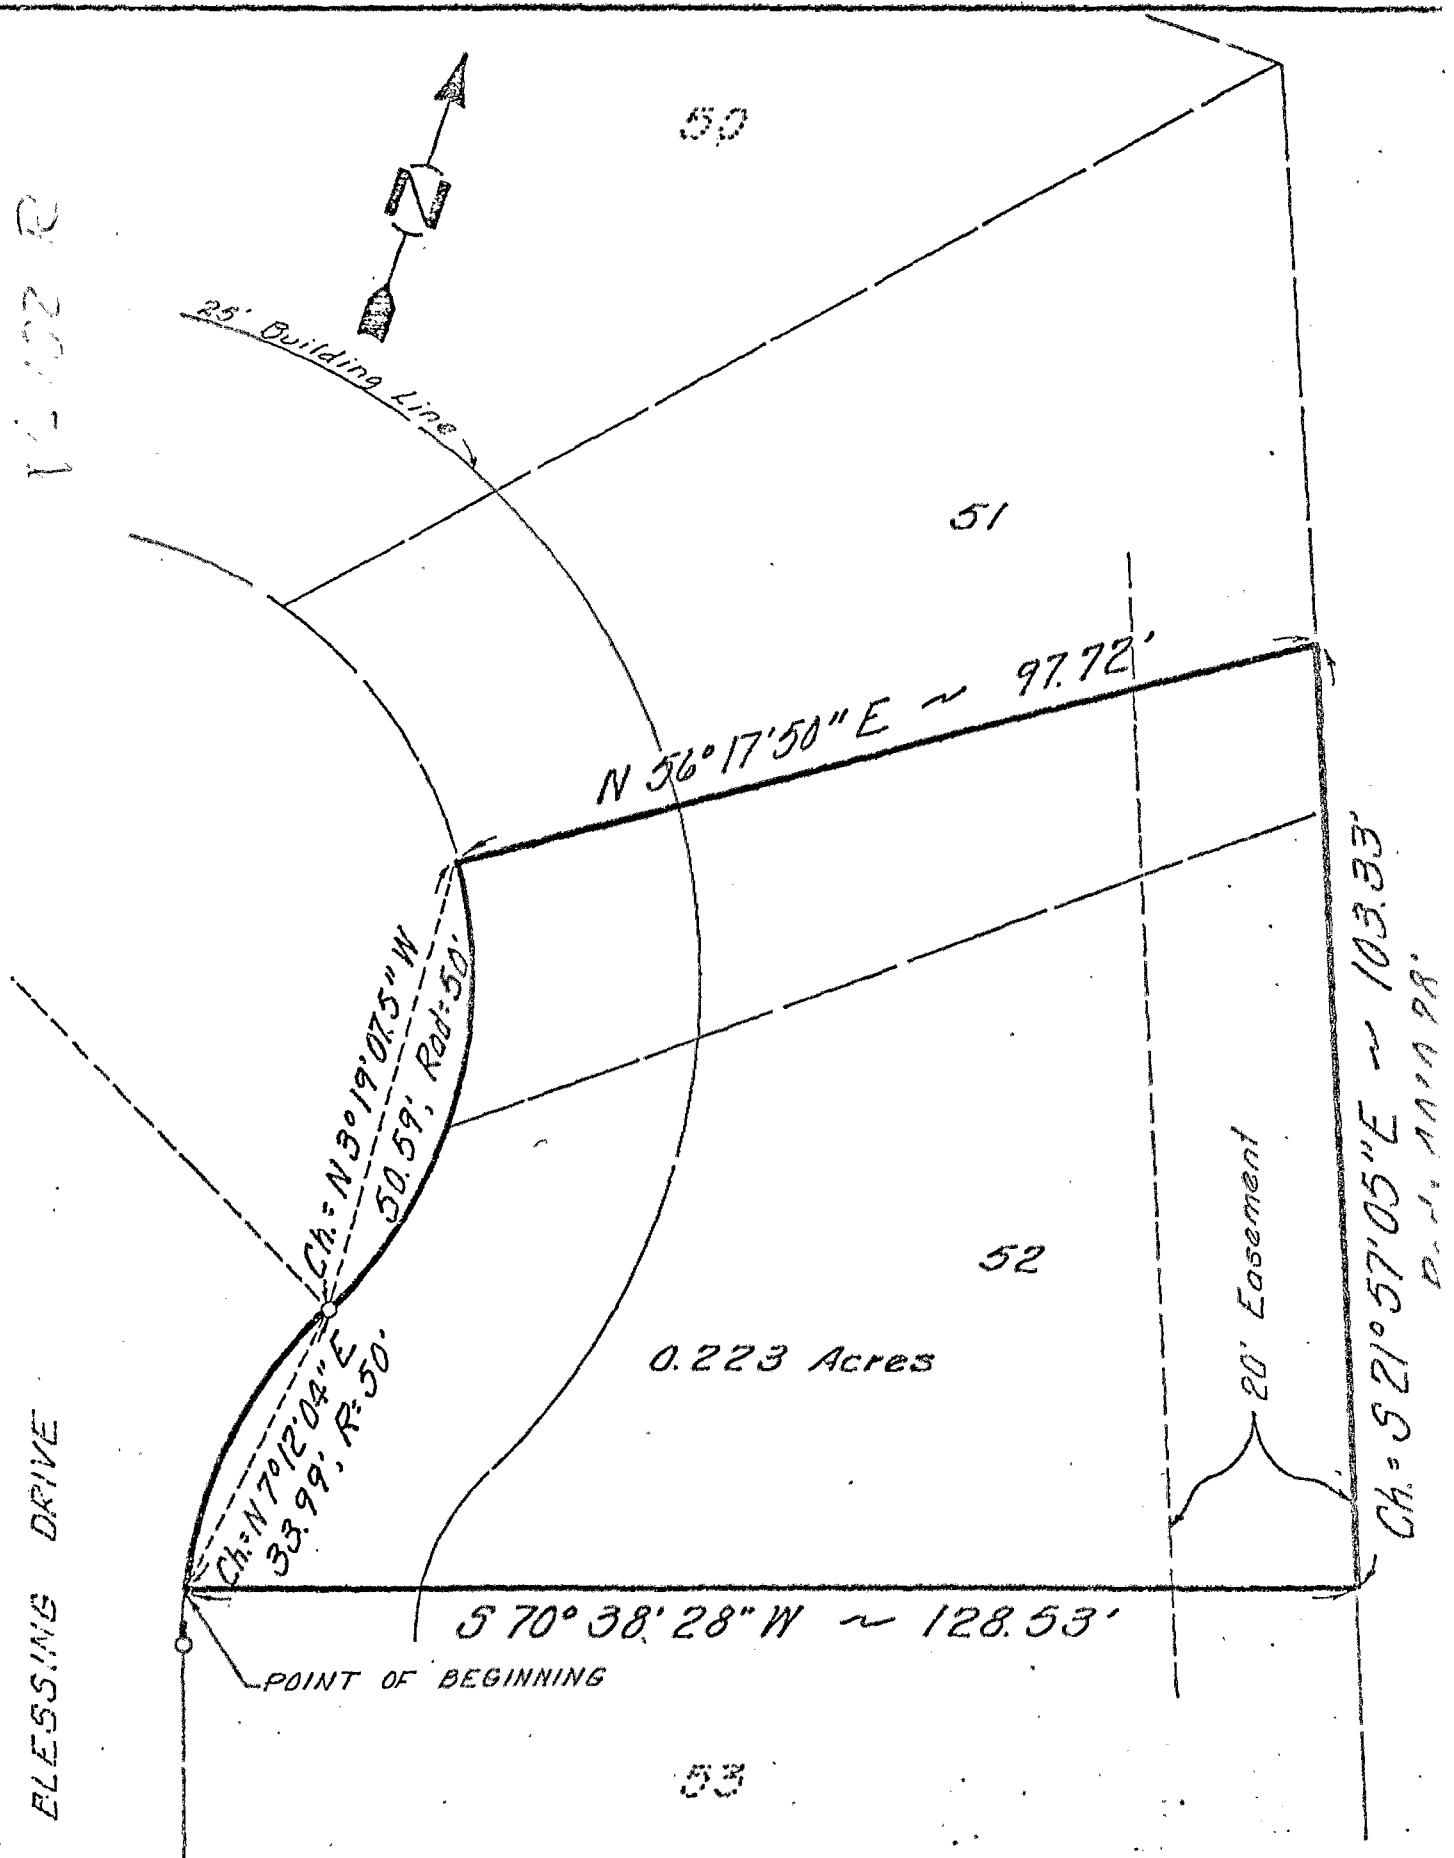 50
N
25' Building Line
51
N 56° 17' 50" E ~ 97.72'
Ch.= N 3° 19' 07.5" W
50.59'; Rad= 50'
Ch.= S 21° 57' 05" E ~ 103.33'
52
0.223 Acres
20' Easement
Ch.= N 7° 12' 04" E
33.99'; R= 50'
S 70° 38' 28" W ~ 128.53'
POINT OF BEGINNING
BLESSING DRIVE
53